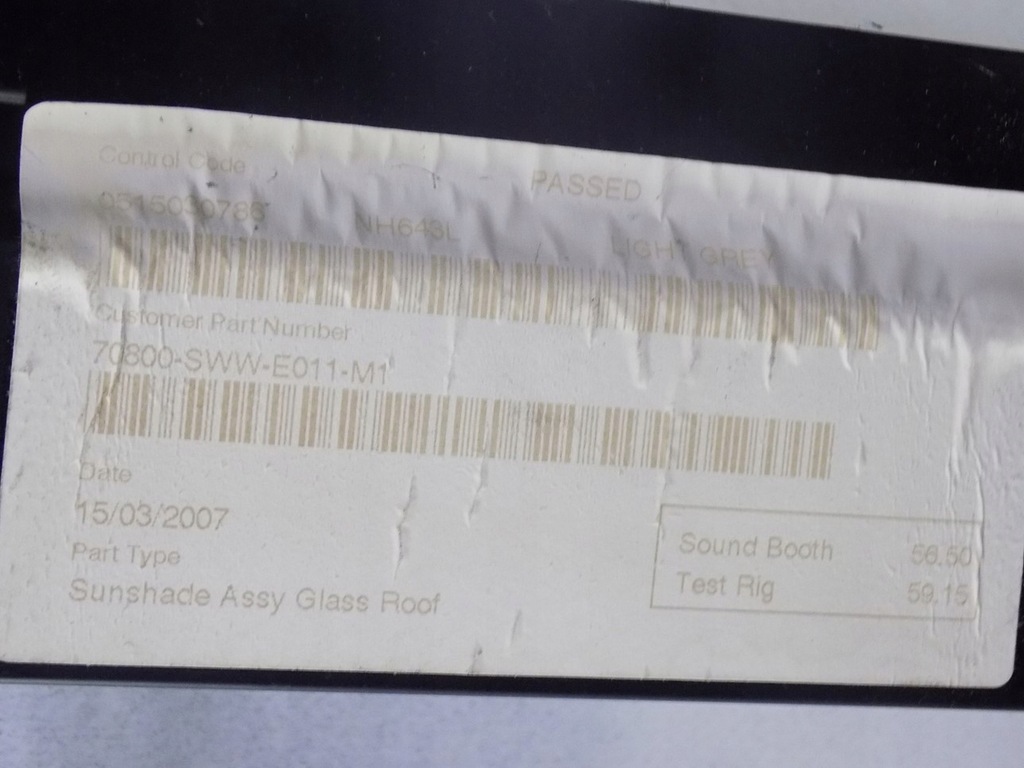 Control Code
PASSED
0515030786 NH643L LIGHT GREY
Customer Part Number
70800-SWW-E011-M1
Date
15/03/2007
Part Type
Sunshade Assy Glass Roof
Sound Booth 56.50
Test Rig 59.15